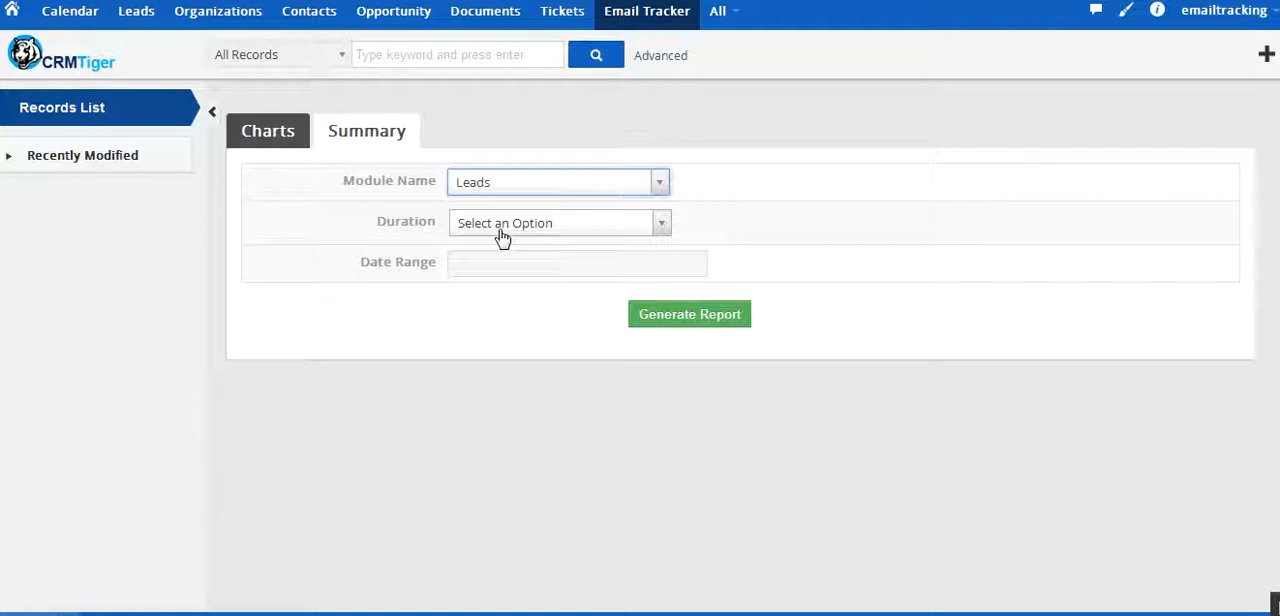 Calendar Leads Organizations Contacts Opportunity Documents Tickets Email Tracker All emailtracking
CRMTiger All Records Type keyword and press enter Advanced
Records List
Recently Modified
Charts Summary
Module Name Leads
Duration Select an Option
Date Range
Generate Report